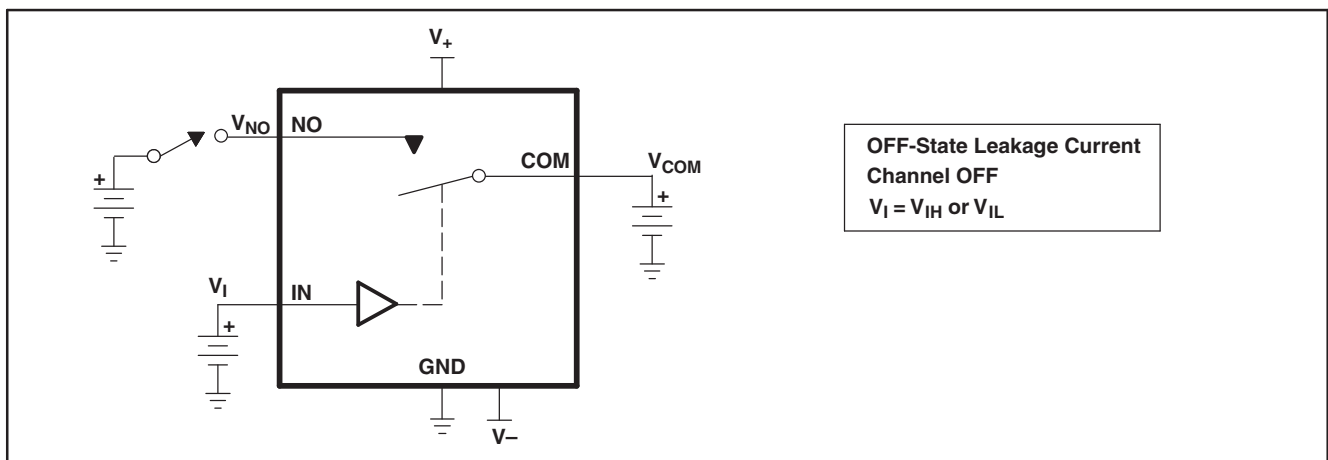 V+
VNO NO
+
COM VCOM
+
VI IN
+
GND
V–
OFF-State Leakage Current
Channel OFF
VI = VIH or VIL